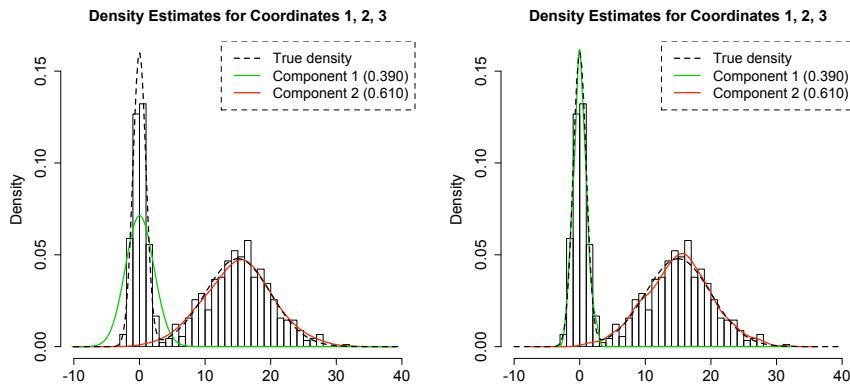 Density Estimates for Coordinates 1, 2, 3
True density
Component 1 (0.390)
Component 2 (0.610)
Density
0.15
0.10
0.05
0.00
-10 0 10 20 30 40
Density Estimates for Coordinates 1, 2, 3
True density
Component 1 (0.390)
Component 2 (0.610)
Density
0.15
0.10
0.05
0.00
-10 0 10 20 30 40